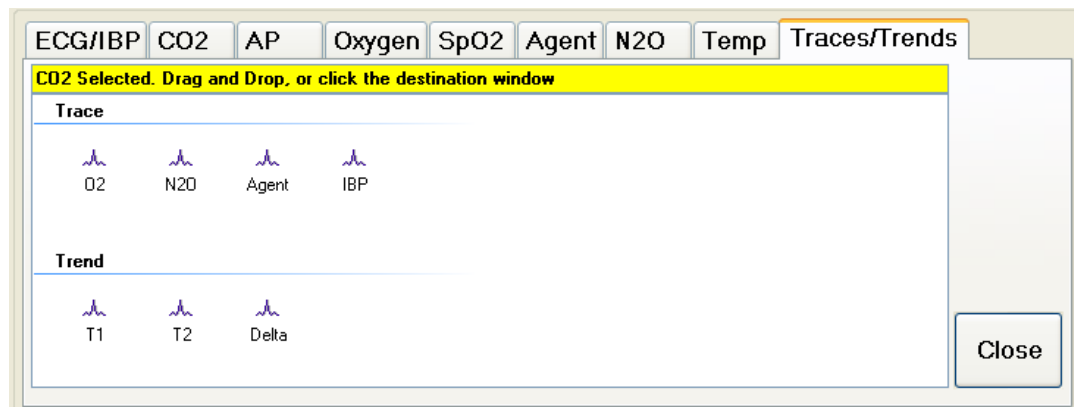 ECG/IBP CO2 AP Oxygen SpO2 Agent N2O Temp Traces/Trends
CO2 Selected. Drag and Drop, or click the destination window
Trace
O2 N2O Agent IBP
Trend
T1 T2 Delta
Close